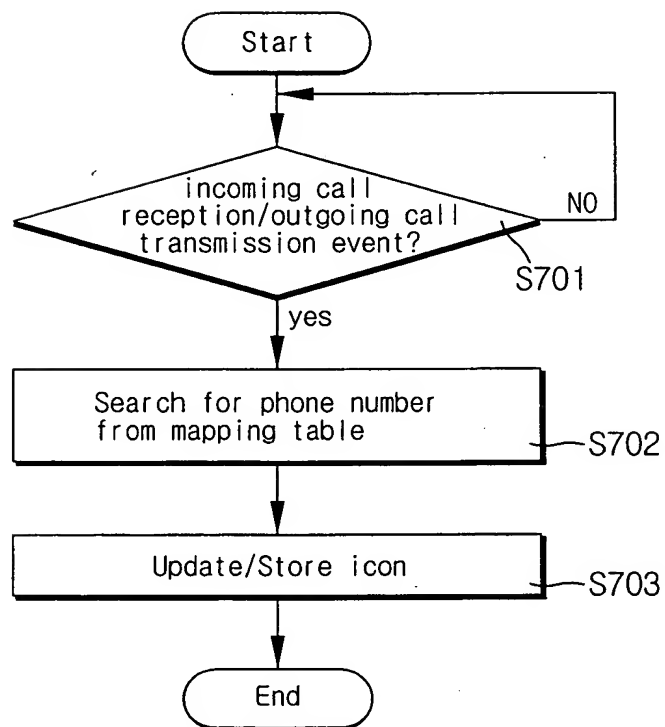 Start
incoming call
reception/outgoing call
transmission event?
NO
S701
yes
Search for phone number
from mapping table
S702
Update/Store icon
S703
End